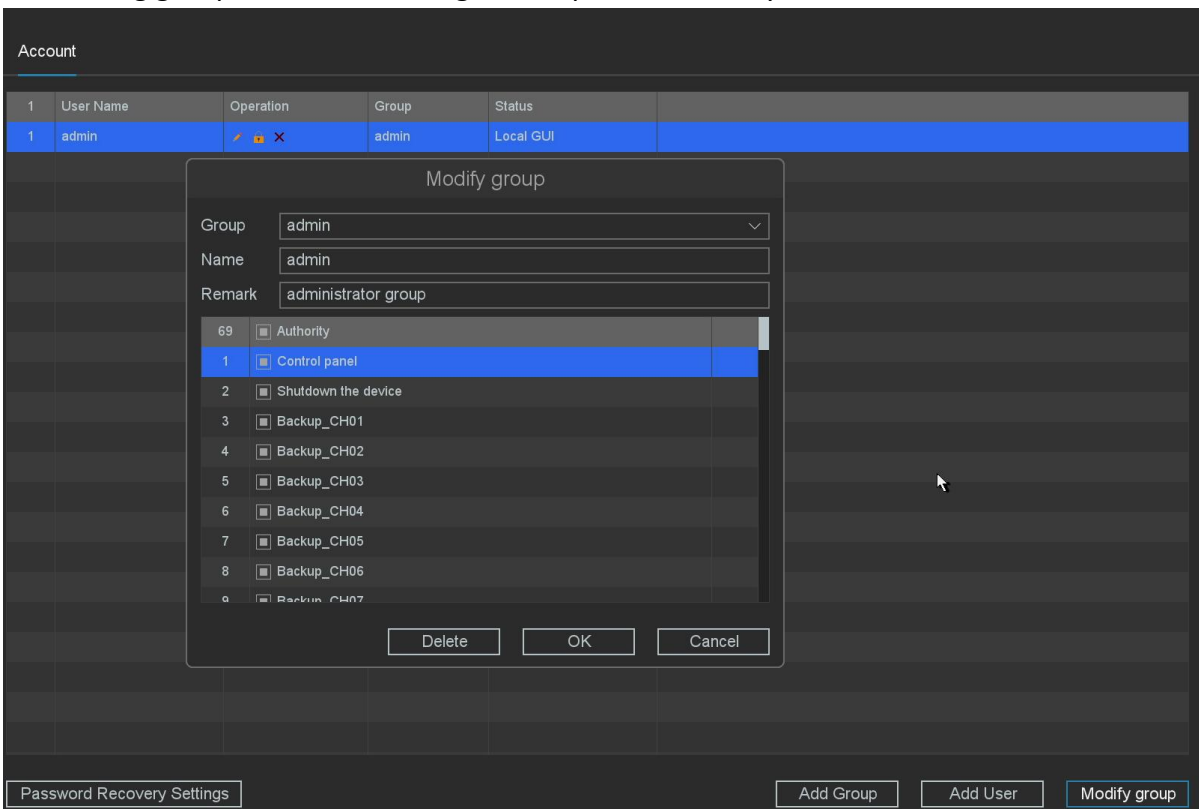 Account
1 User Name Operation Group Status
1 admin admin Local GUI
Modify group
Group admin
Name admin
Remark administrator group
69 Authority
1 Control panel
2 Shutdown the device
3 Backup_CH01
4 Backup_CH02
5 Backup_CH03
6 Backup_CH04
7 Backup_CH05
8 Backup_CH06
9 Backup_CH07
Delete OK Cancel
Password Recovery Settings Add Group Add User Modify group